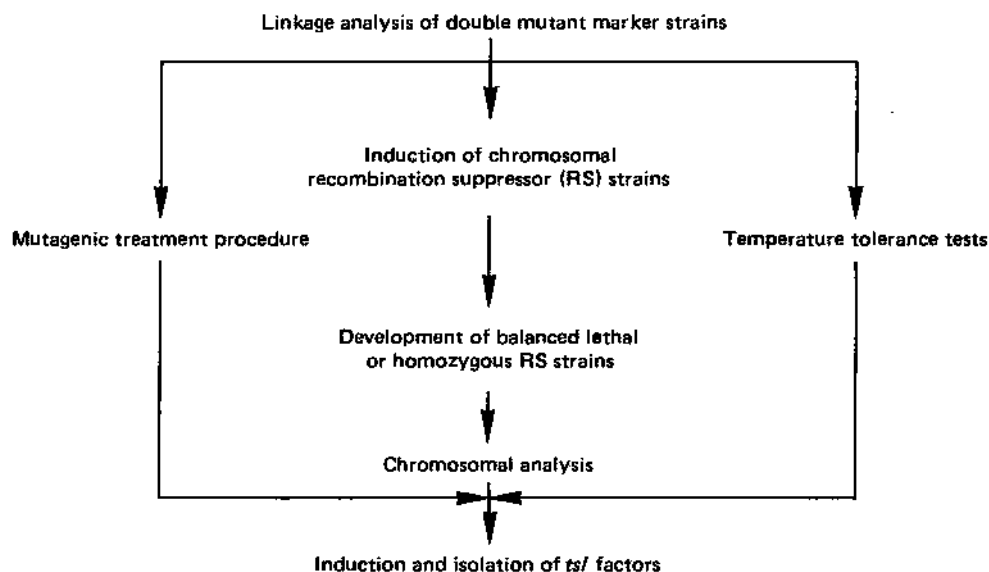 Linkage analysis of double mutant marker strains
Induction of chromosomal
recombination suppressor (RS) strains
Mutagenic treatment procedure
Temperature tolerance tests
Development of balanced lethal
or homozygous RS strains
Chromosomal analysis
Induction and isolation of tsl factors